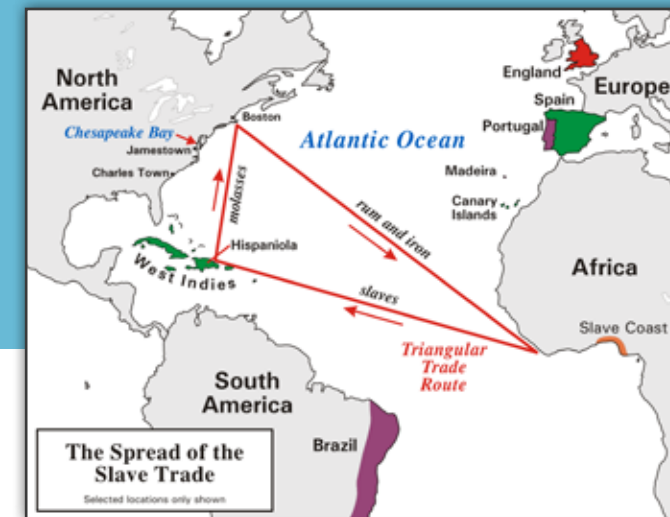 North
America
Chesapeake Bay
Jamestown
Charles Town
Boston
Atlantic Ocean
England
Europe
Spain
Portugal
Madeira
Canary
Islands
molasses
rum and iron
Hispaniola
West Indies
slaves
Africa
Slave Coast
Triangular
Trade
Route
South
America
Brazil
The Spread of the
Slave Trade
Selected locations only shown